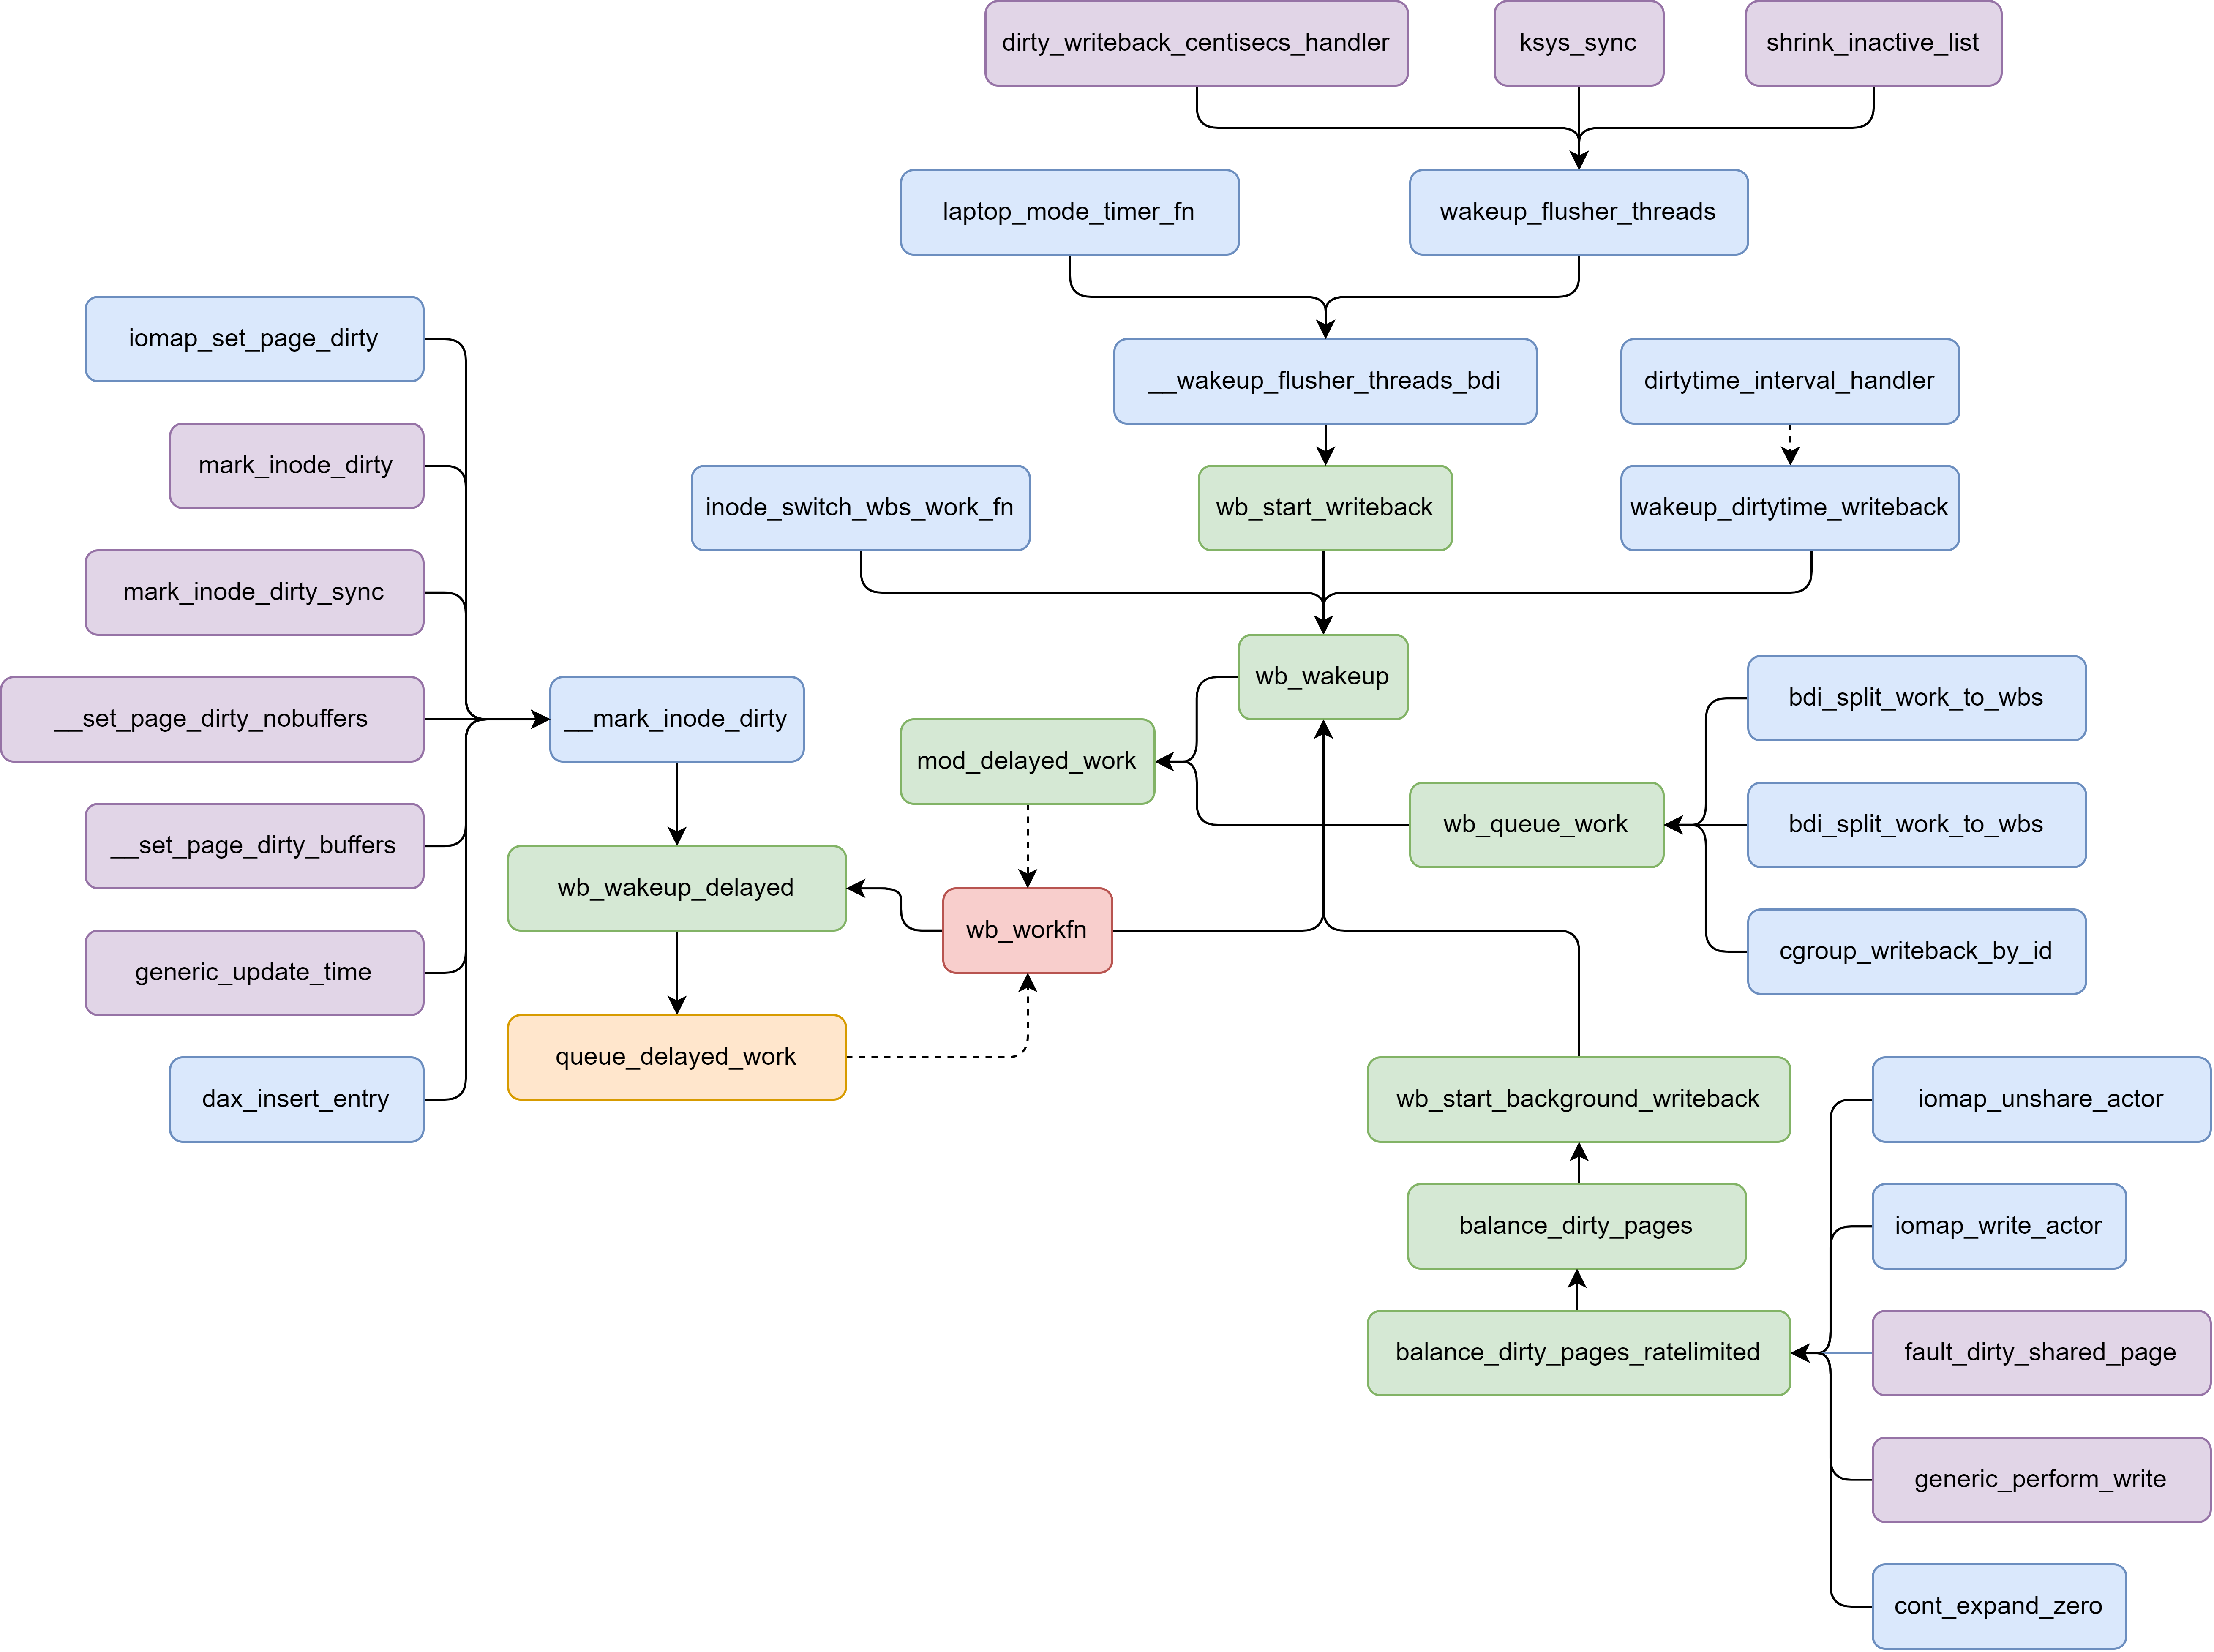 dirty_writeback_centisecs_handler
ksys_sync
shrink_inactive_list
laptop_mode_timer_fn
wakeup_flusher_threads
iomap_set_page_dirty
__wakeup_flusher_threads_bdi
dirtytime_interval_handler
mark_inode_dirty
inode_switch_wbs_work_fn
wb_start_writeback
wakeup_dirtytime_writeback
mark_inode_dirty_sync
wb_wakeup
bdi_split_work_to_wbs
__set_page_dirty_nobuffers
__mark_inode_dirty
mod_delayed_work
wb_queue_work
bdi_split_work_to_wbs
__set_page_dirty_buffers
wb_wakeup_delayed
wb_workfn
cgroup_writeback_by_id
generic_update_time
queue_delayed_work
dax_insert_entry
wb_start_background_writeback
iomap_unshare_actor
balance_dirty_pages
iomap_write_actor
balance_dirty_pages_ratelimited
fault_dirty_shared_page
generic_perform_write
cont_expand_zero